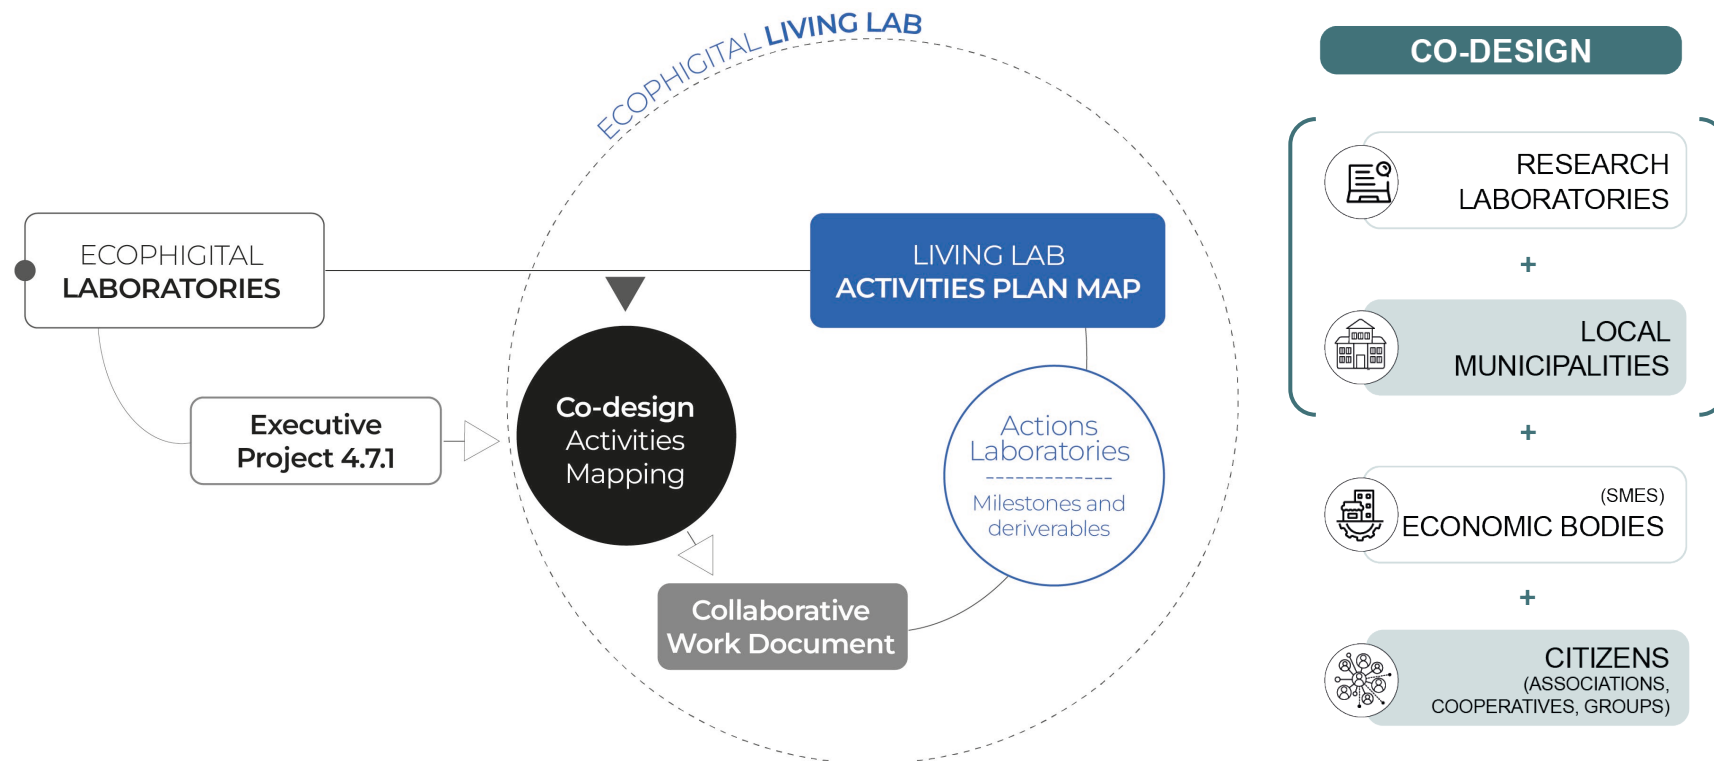 ECOPHIGITAL LIVING LAB
ECOPHIGITAL
LABORATORIES
LIVING LAB
ACTIVITIES PLAN MAP
Executive
Project 4.7.1
Co-design
Activities
Mapping
Actions
Laboratories
Milestones and
deriverables
Collaborative
Work Document
CO-DESIGN
RESEARCH
LABORATORIES
+
LOCAL
MUNICIPALITIES
+
(SMES)
ECONOMIC BODIES
+
CITIZENS
(ASSOCIATIONS,
COOPERATIVES, GROUPS)